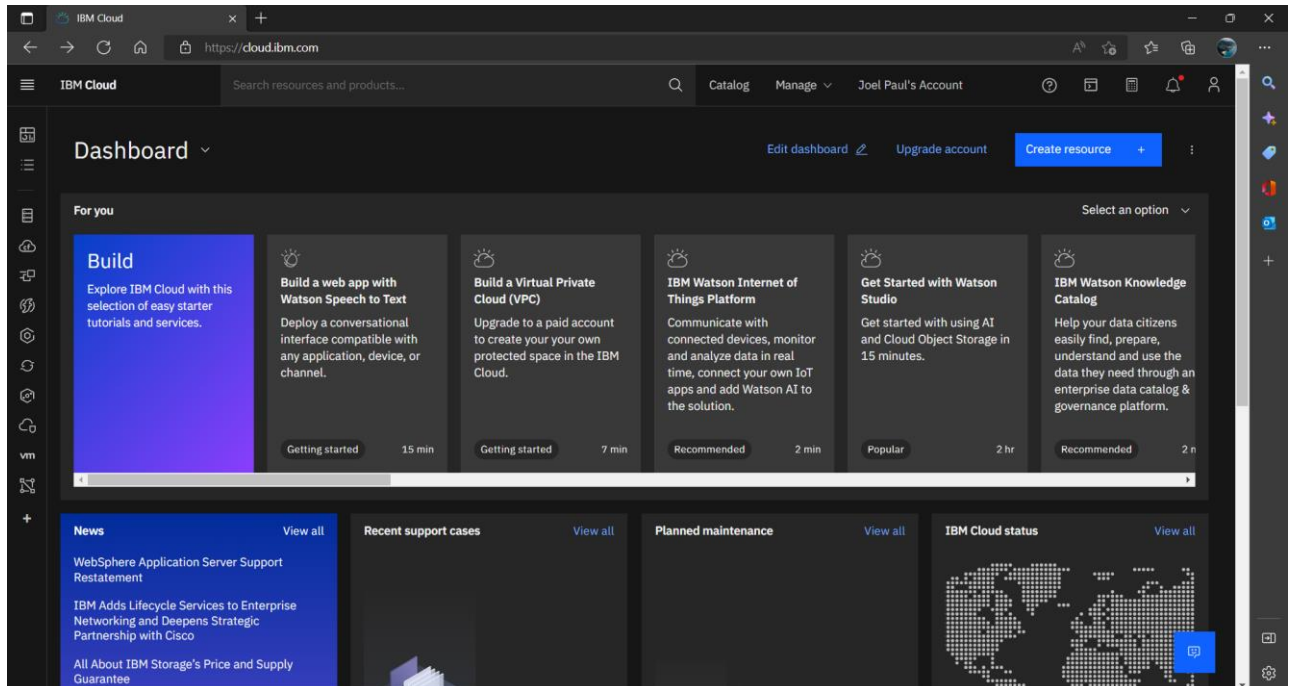 IBM Cloud
https://cloud.ibm.com
IBM Cloud
Search resources and products...
Catalog
Manage
Joel Paul's Account
Dashboard
Edit dashboard
Upgrade account
Create resource +
For you
Select an option
Build
Explore IBM Cloud with this
selection of easy starter
tutorials and services.
Build a web app with
Watson Speech to Text
Deploy a conversational
interface compatible with
any application, device, or
channel.
Getting started
15 min
Build a Virtual Private
Cloud (VPC)
Upgrade to a paid account
to create your your own
protected space in the IBM
Cloud.
Getting started
7 min
IBM Watson Internet of
Things Platform
Communicate with
connected devices, monitor
and analyze data in real
time, connect your own IoT
apps and add Watson AI to
the solution.
Recommended
2 min
Get Started with Watson
Studio
Get started with using AI
and Cloud Object Storage in
15 minutes.
Popular
2 hr
IBM Watson Knowledge
Catalog
Help your data citizens
easily find, prepare,
understand and use the
data they need through an
enterprise data catalog &
governance platform.
Recommended
2
vm
News
View all
WebSphere Application Server Support
Restatement
IBM Adds Lifecycle Services to Enterprise
Networking and Deepens Strategic
Partnership with Cisco
All About IBM Storage's Price and Supply
Guarantee
Recent support cases
View all
Planned maintenance
View all
IBM Cloud status
View all